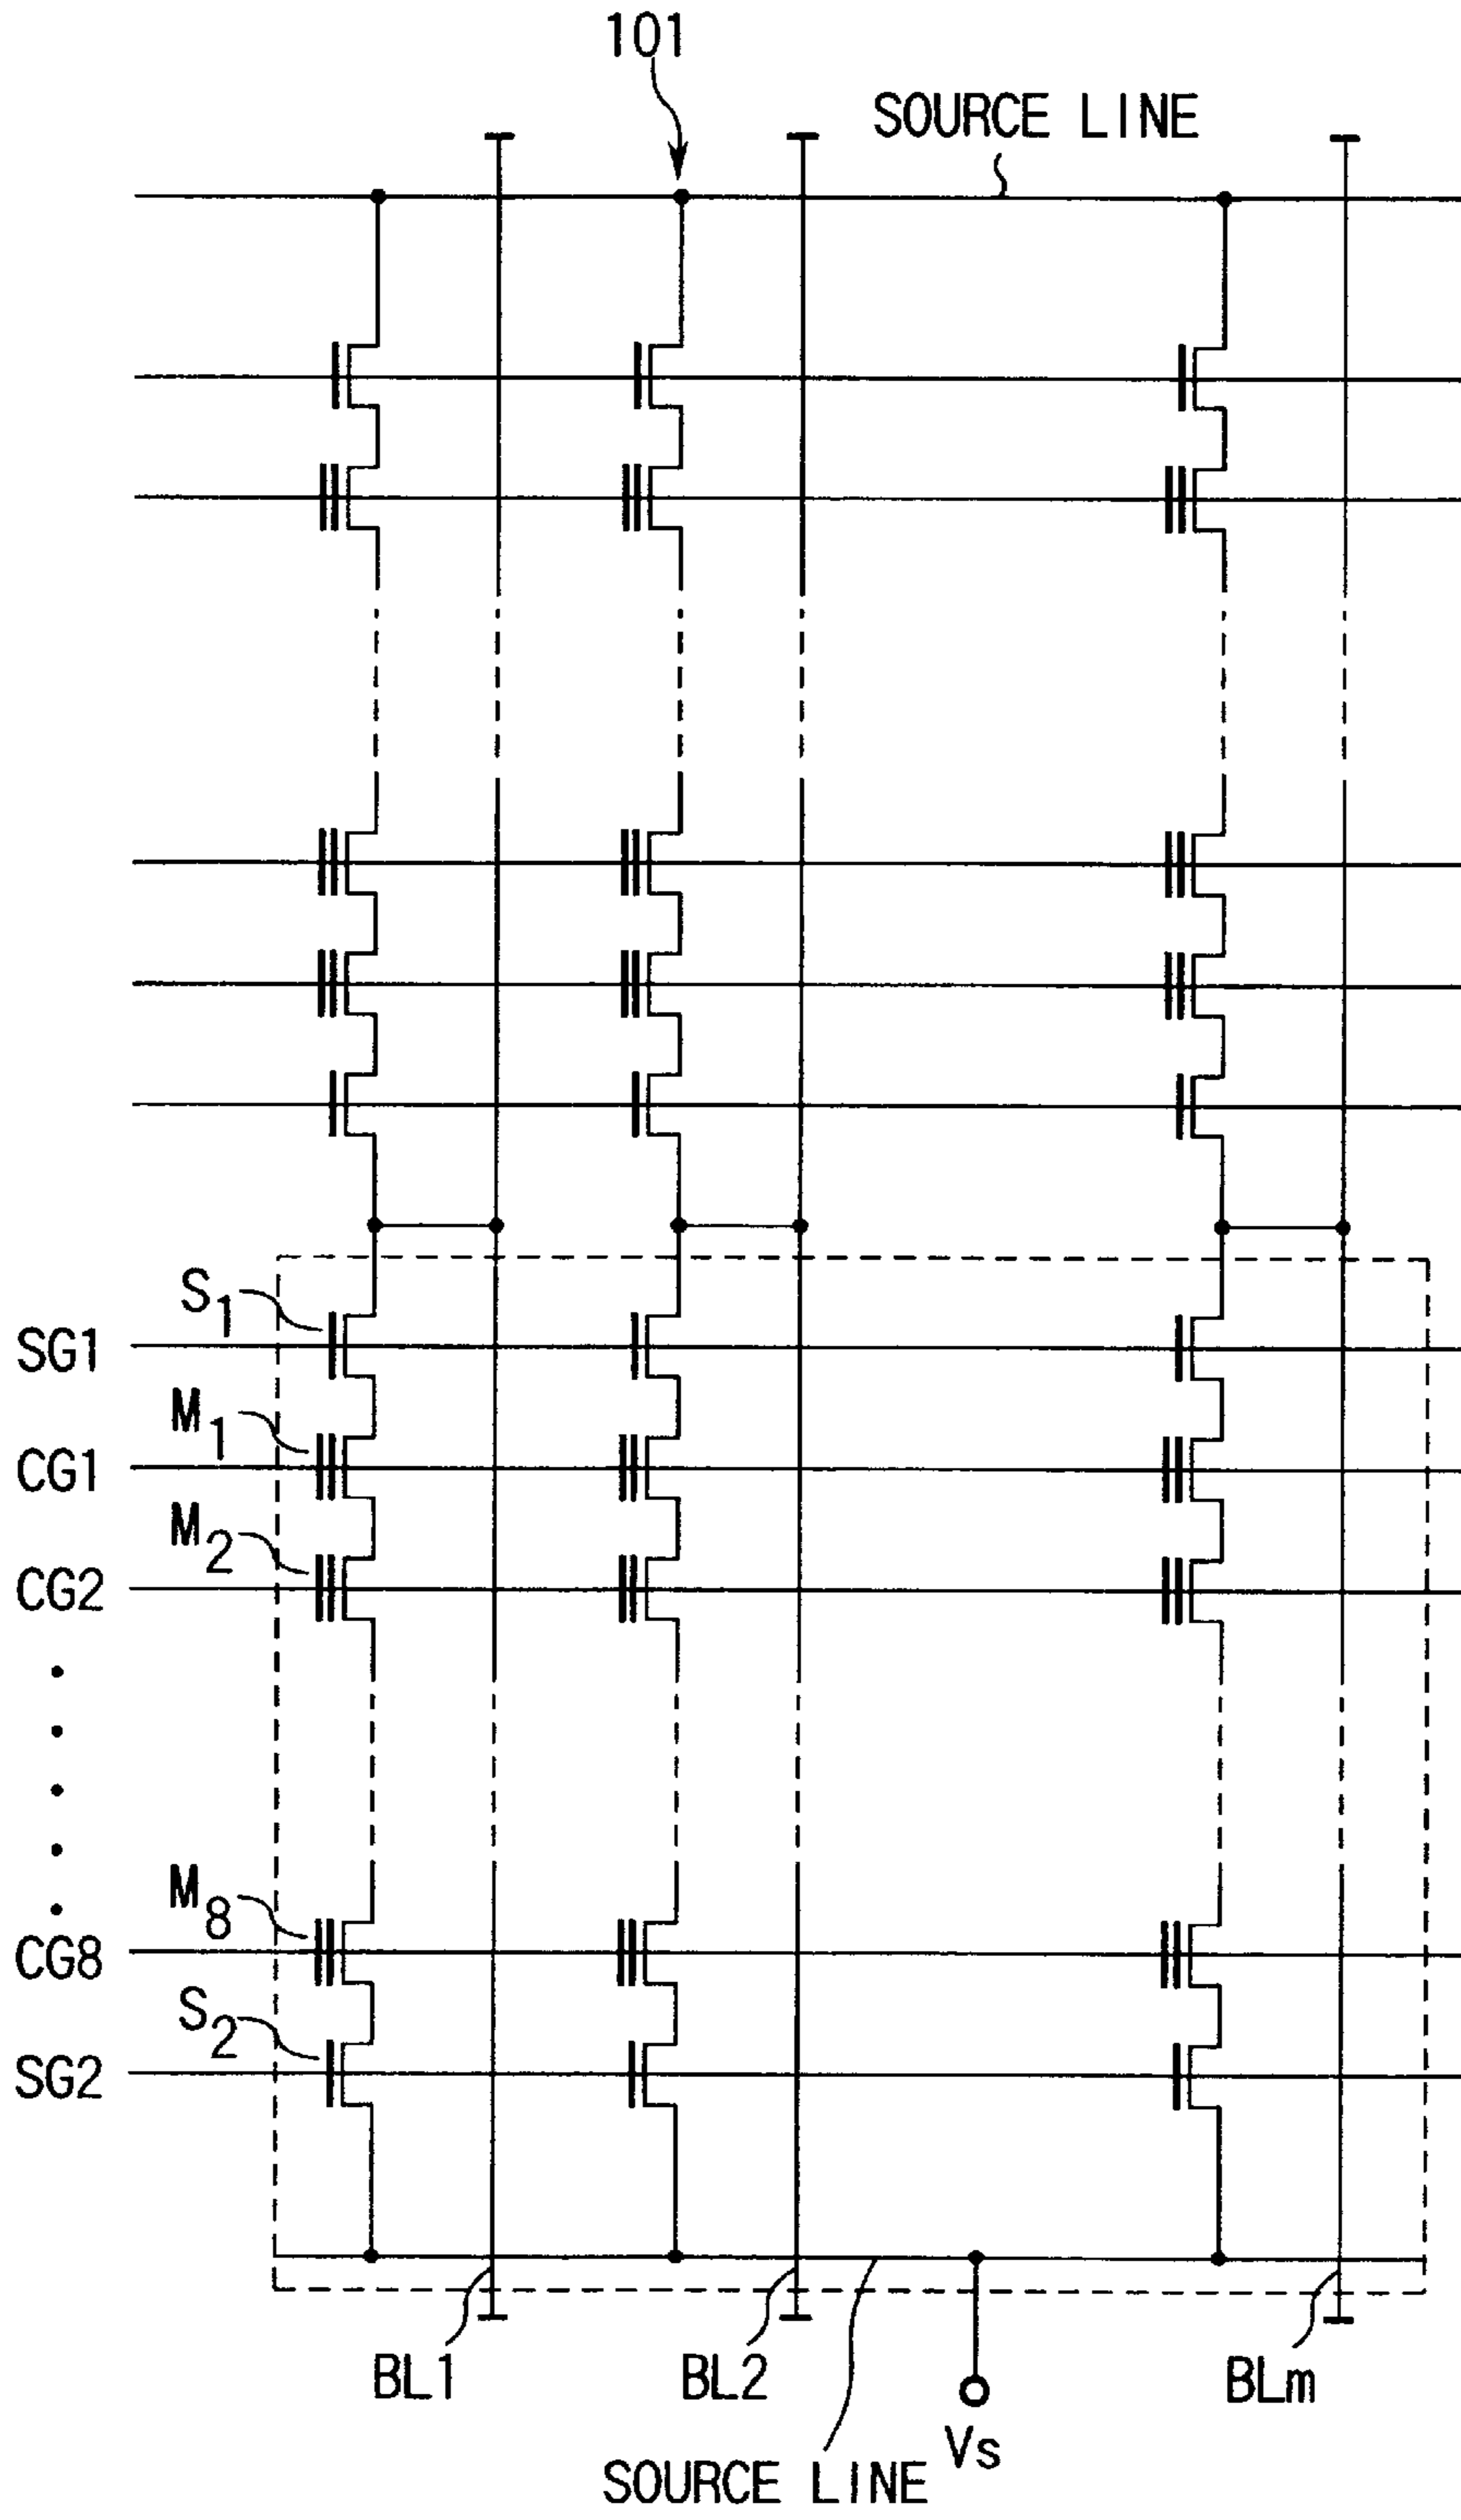 101
SOURCE LINE
S1
SG1
M1
CG1
M2
CG2
M8
CG8
S2
SG2
BL1
BL2
BLm
Vs
SOURCE LINE